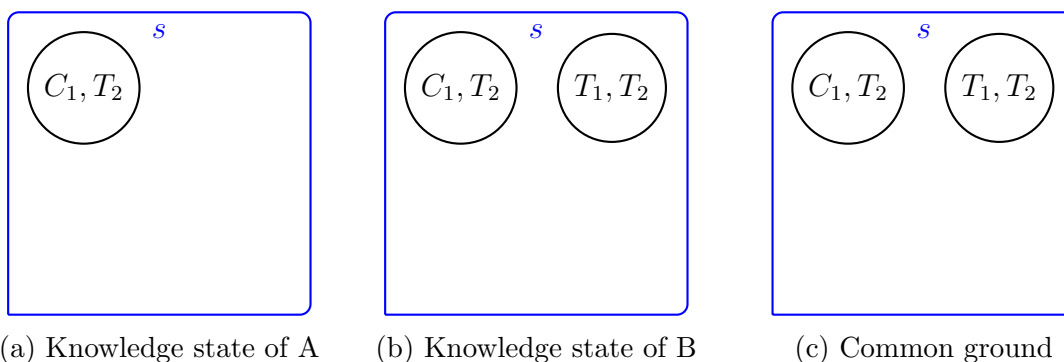 s s s
C₁, T₂ C₁, T₂ T₁, T₂ C₁, T₂ T₁, T₂
(a) Knowledge state of A (b) Knowledge state of B (c) Common ground